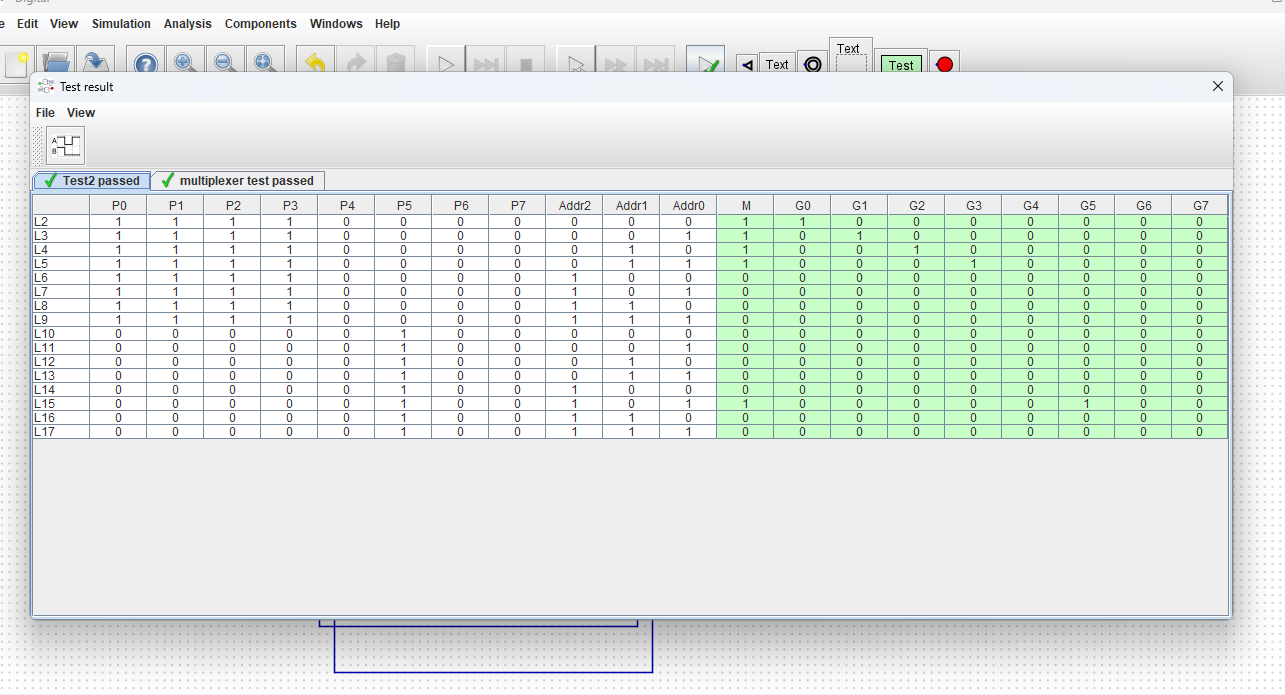 Digital
e Edit View Simulation Analysis Components Windows Help
Text Text Test
Test result
File View
A
B
Test2 passed multiplexer test passed
P0 P1 P2 P3 P4 P5 P6 P7 Addr2 Addr1 Addr0 M G0 G1 G2 G3 G4 G5 G6 G7
L2 1 1 1 1 0 0 0 0 0 0 0 1 1 0 0 0 0 0 0 0
L3 1 1 1 1 0 0 0 0 0 0 1 1 0 1 0 0 0 0 0 0
L4 1 1 1 1 0 0 0 0 0 1 0 1 0 0 1 0 0 0 0 0
L5 1 1 1 1 0 0 0 0 0 1 1 1 0 0 0 1 0 0 0 0
L6 1 1 1 1 0 0 0 0 1 0 0 0 0 0 0 0 0 0 0 0
L7 1 1 1 1 0 0 0 0 1 0 1 0 0 0 0 0 0 0 0 0
L8 1 1 1 1 0 0 0 0 1 1 0 0 0 0 0 0 0 0 0 0
L9 1 1 1 1 0 0 0 0 1 1 1 0 0 0 0 0 0 0 0 0
L10 0 0 0 0 0 1 0 0 0 0 0 0 0 0 0 0 0 0 0 0
L11 0 0 0 0 0 1 0 0 0 0 1 0 0 0 0 0 0 0 0 0
L12 0 0 0 0 0 1 0 0 0 1 0 0 0 0 0 0 0 0 0 0
L13 0 0 0 0 0 1 0 0 0 1 1 0 0 0 0 0 0 0 0 0
L14 0 0 0 0 0 1 0 0 1 0 0 0 0 0 0 0 0 0 0 0
L15 0 0 0 0 0 1 0 0 1 0 1 1 0 0 0 0 0 1 0 0
L16 0 0 0 0 0 1 0 0 1 1 0 0 0 0 0 0 0 0 0 0
L17 0 0 0 0 0 1 0 0 1 1 1 0 0 0 0 0 0 0 0 0